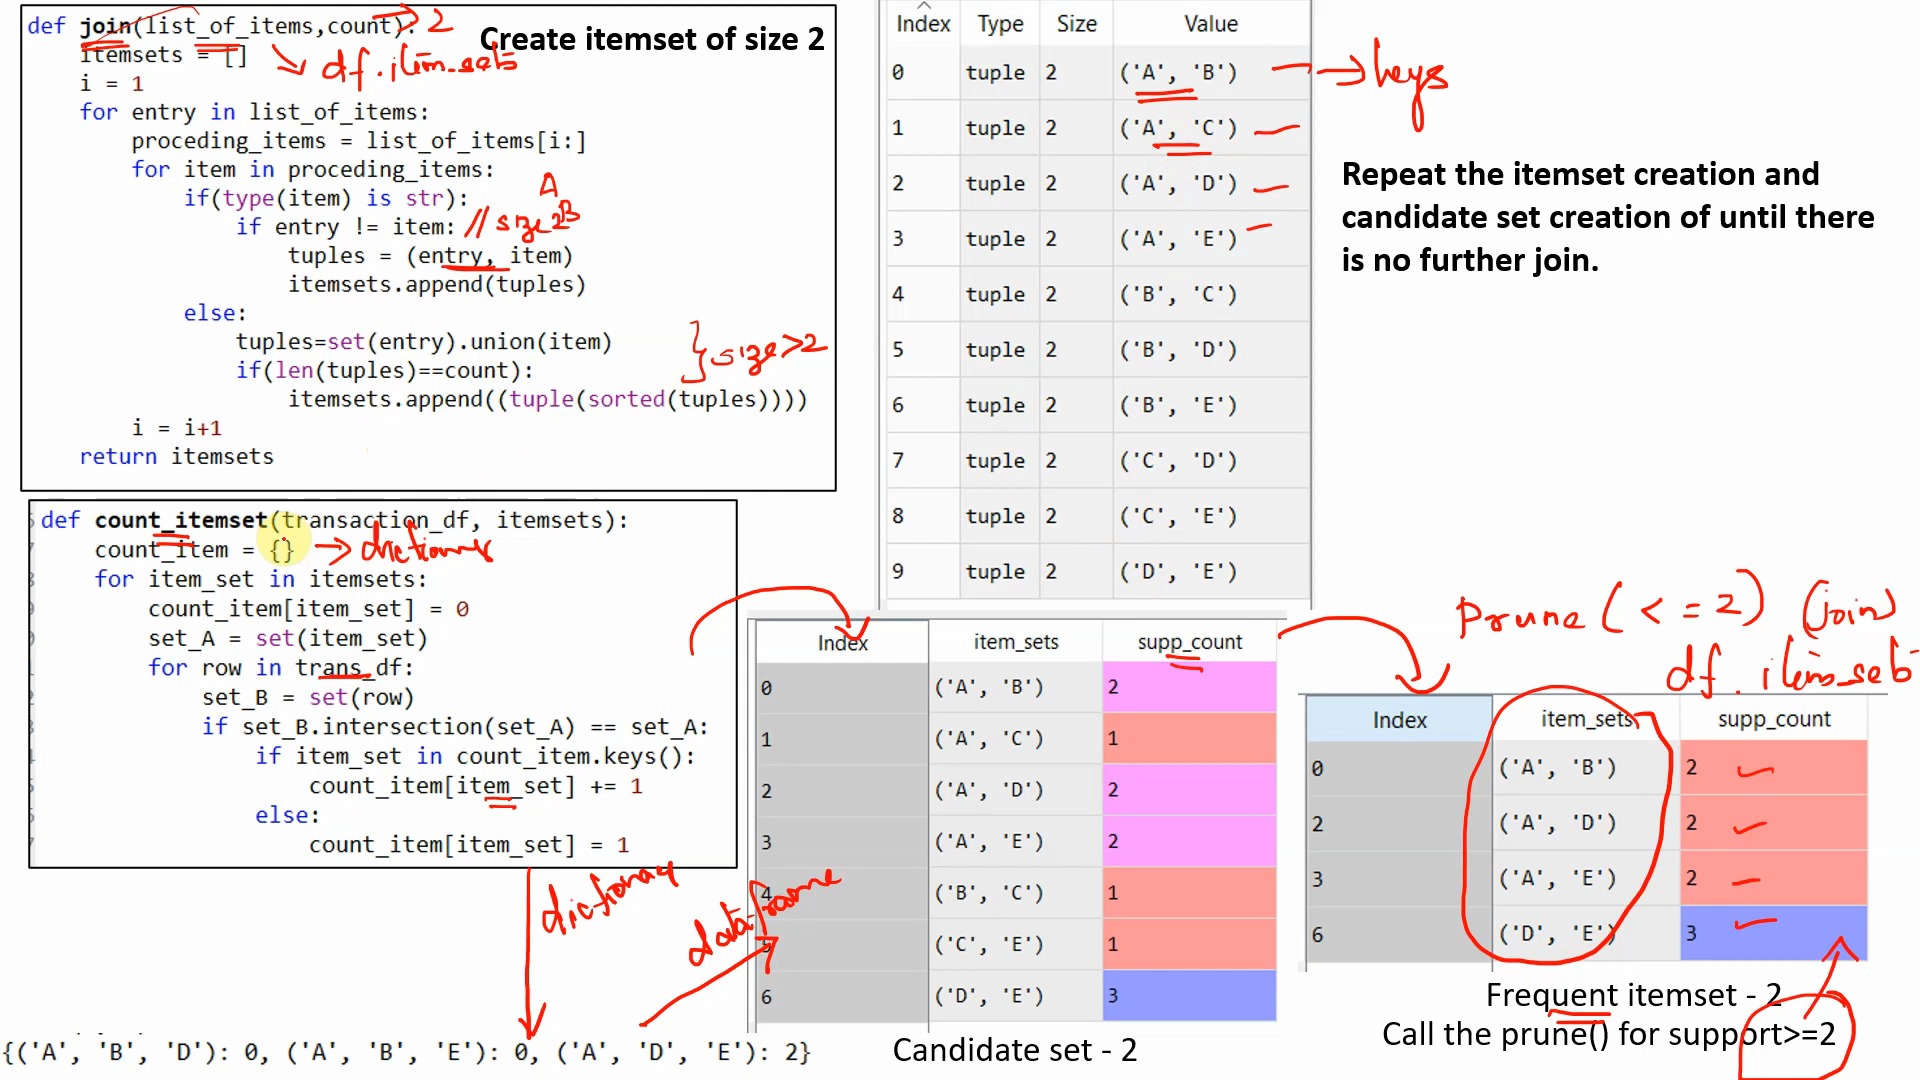 def join(list_of_items,count): → 2
Create itemset of size 2
itemsets = []
df.item_sets
i = 1
for entry in list_of_items:
proceding_items = list_of_items[i:]
for item in proceding_items:
if(type(item) is str):
A
if entry != item: // size 2 B
tuples = (entry, item)
itemsets.append(tuples)
else:
tuples=set(entry).union(item)
} size>2
if(len(tuples)==count):
itemsets.append((tuple(sorted(tuples))))
i = i+1
return itemsets
def count_itemset(transaction_df, itemsets):
count_item = {}
for item_set in itemsets:
count_item[item_set] = 0
set_A = set(item_set)
for row in trans_df:
set_B = set(row)
if set_B.intersection(set_A) == set_A:
if item_set in count_item.keys():
count_item[item_set] += 1
else:
count_item[item_set] = 1
dictionary
dataframe
{('A', 'B', 'D'): 0, ('A', 'B', 'E'): 0, ('A', 'D', 'E'): 2}
Index Type Size Value
0 tuple 2 ('A', 'B') → keys
1 tuple 2 ('A', 'C')
2 tuple 2 ('A', 'D')
3 tuple 2 ('A', 'E')
4 tuple 2 ('B', 'C')
5 tuple 2 ('B', 'D')
6 tuple 2 ('B', 'E')
7 tuple 2 ('C', 'D')
8 tuple 2 ('C', 'E')
9 tuple 2 ('D', 'E')
Repeat the itemset creation and
candidate set creation of until there
is no further join.
Index item_sets supp_count
0 ('A', 'B') 2
1 ('A', 'C') 1
2 ('A', 'D') 2
3 ('A', 'E') 2
4 ('B', 'C') 1
5 ('C', 'E') 1
6 ('D', 'E') 3
Candidate set - 2
Prune (<=2) (join)
df.item_sets
Index item_sets supp_count
0 ('A', 'B') 2
2 ('A', 'D') 2
3 ('A', 'E') 2
6 ('D', 'E') 3
Frequent itemset - 2
Call the prune() for support>=2